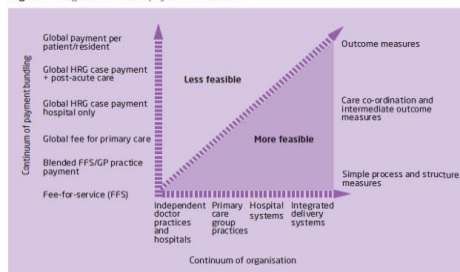 Global payment per
patient/resident
Global HRG case payment
+ post-acute care
Global HRG case payment
hospital only
Global fee for primary care
Blended FFS/GP practice
payment
Fee-for-service (FFS)
Continuum of payment bundling
Less feasible
More feasible
Outcome measures
Care co-ordination and
intermediate outcome
measures
Simple process and structure
measures
Independent
doctor
practices
and
hospitals
Primary
care
group
practices
Hospital
systems
Integrated
delivery
systems
Continuum of organisation